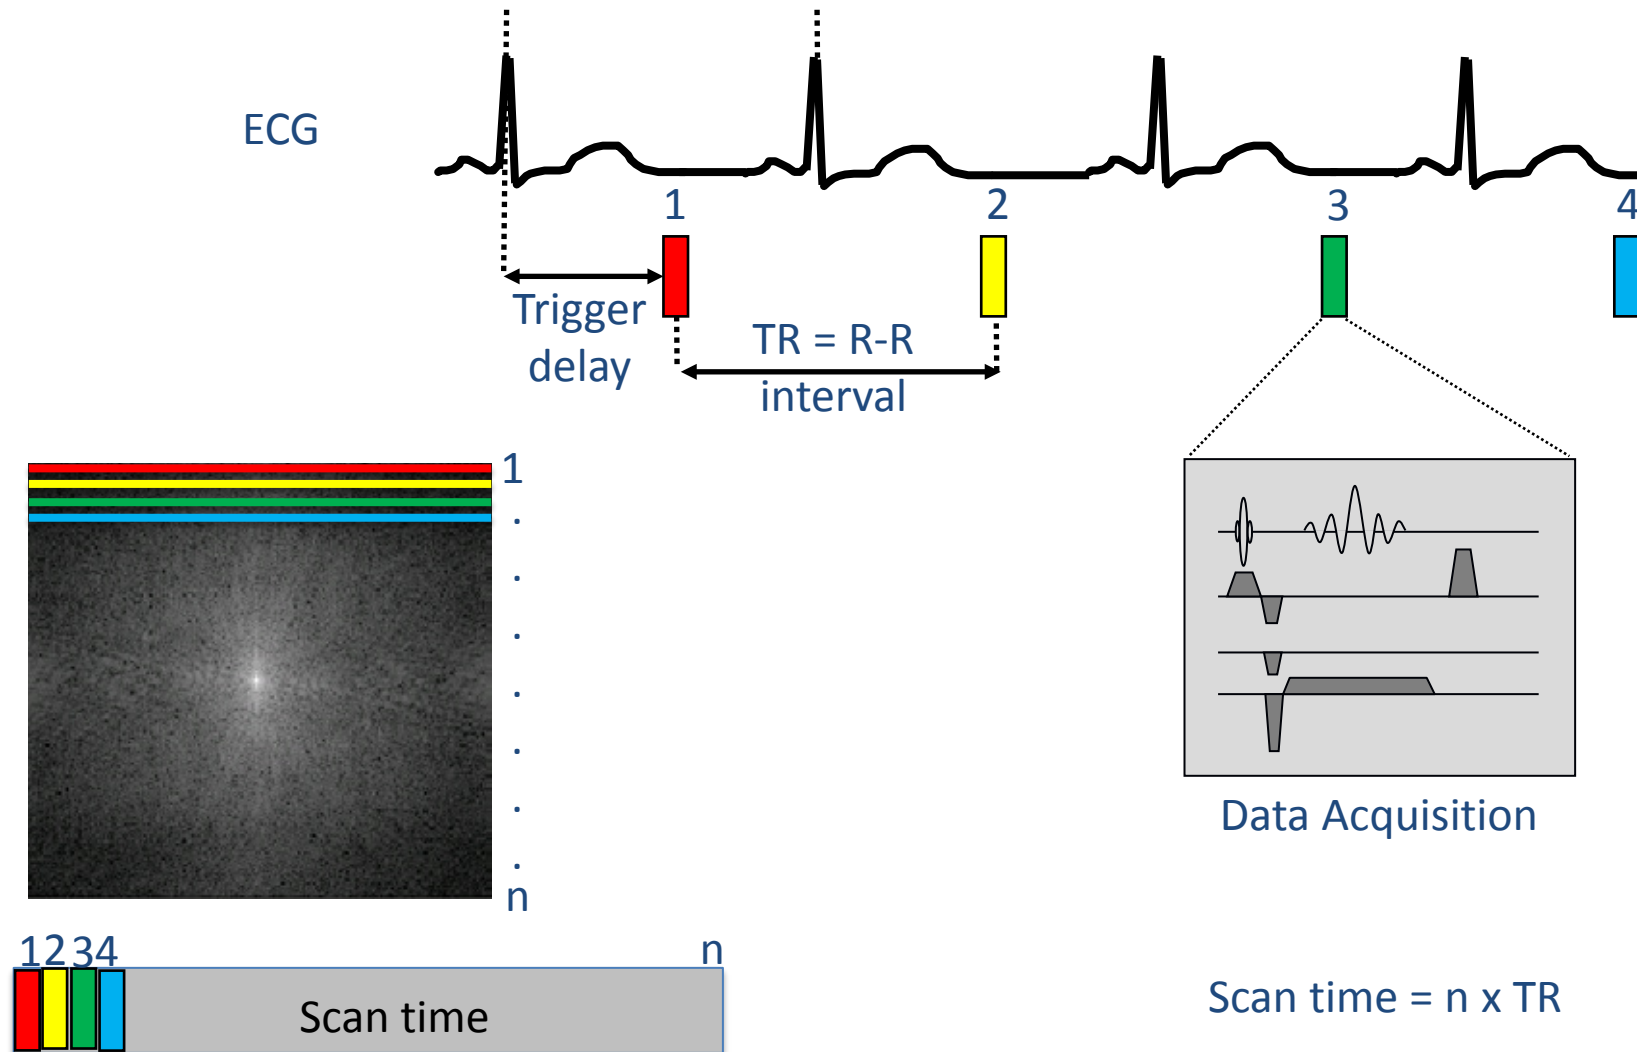 ECG
1
2
3
4
Trigger
delay
TR = R-R
interval
1
n
Data Acquisition
1234
n
Scan time
Scan time = n x TR